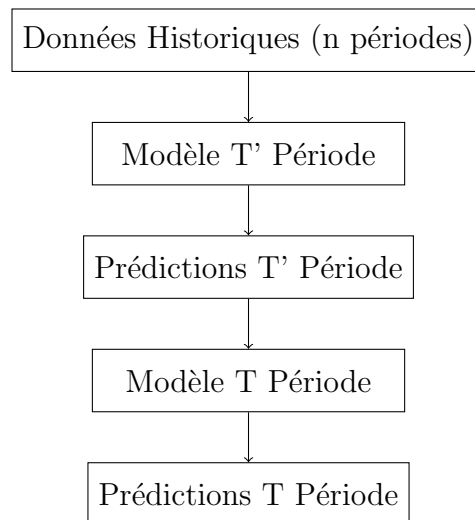 Données Historiques (n périodes)
Modèle T’ Période
Prédictions T’ Période
Modèle T Période
Prédictions T Période